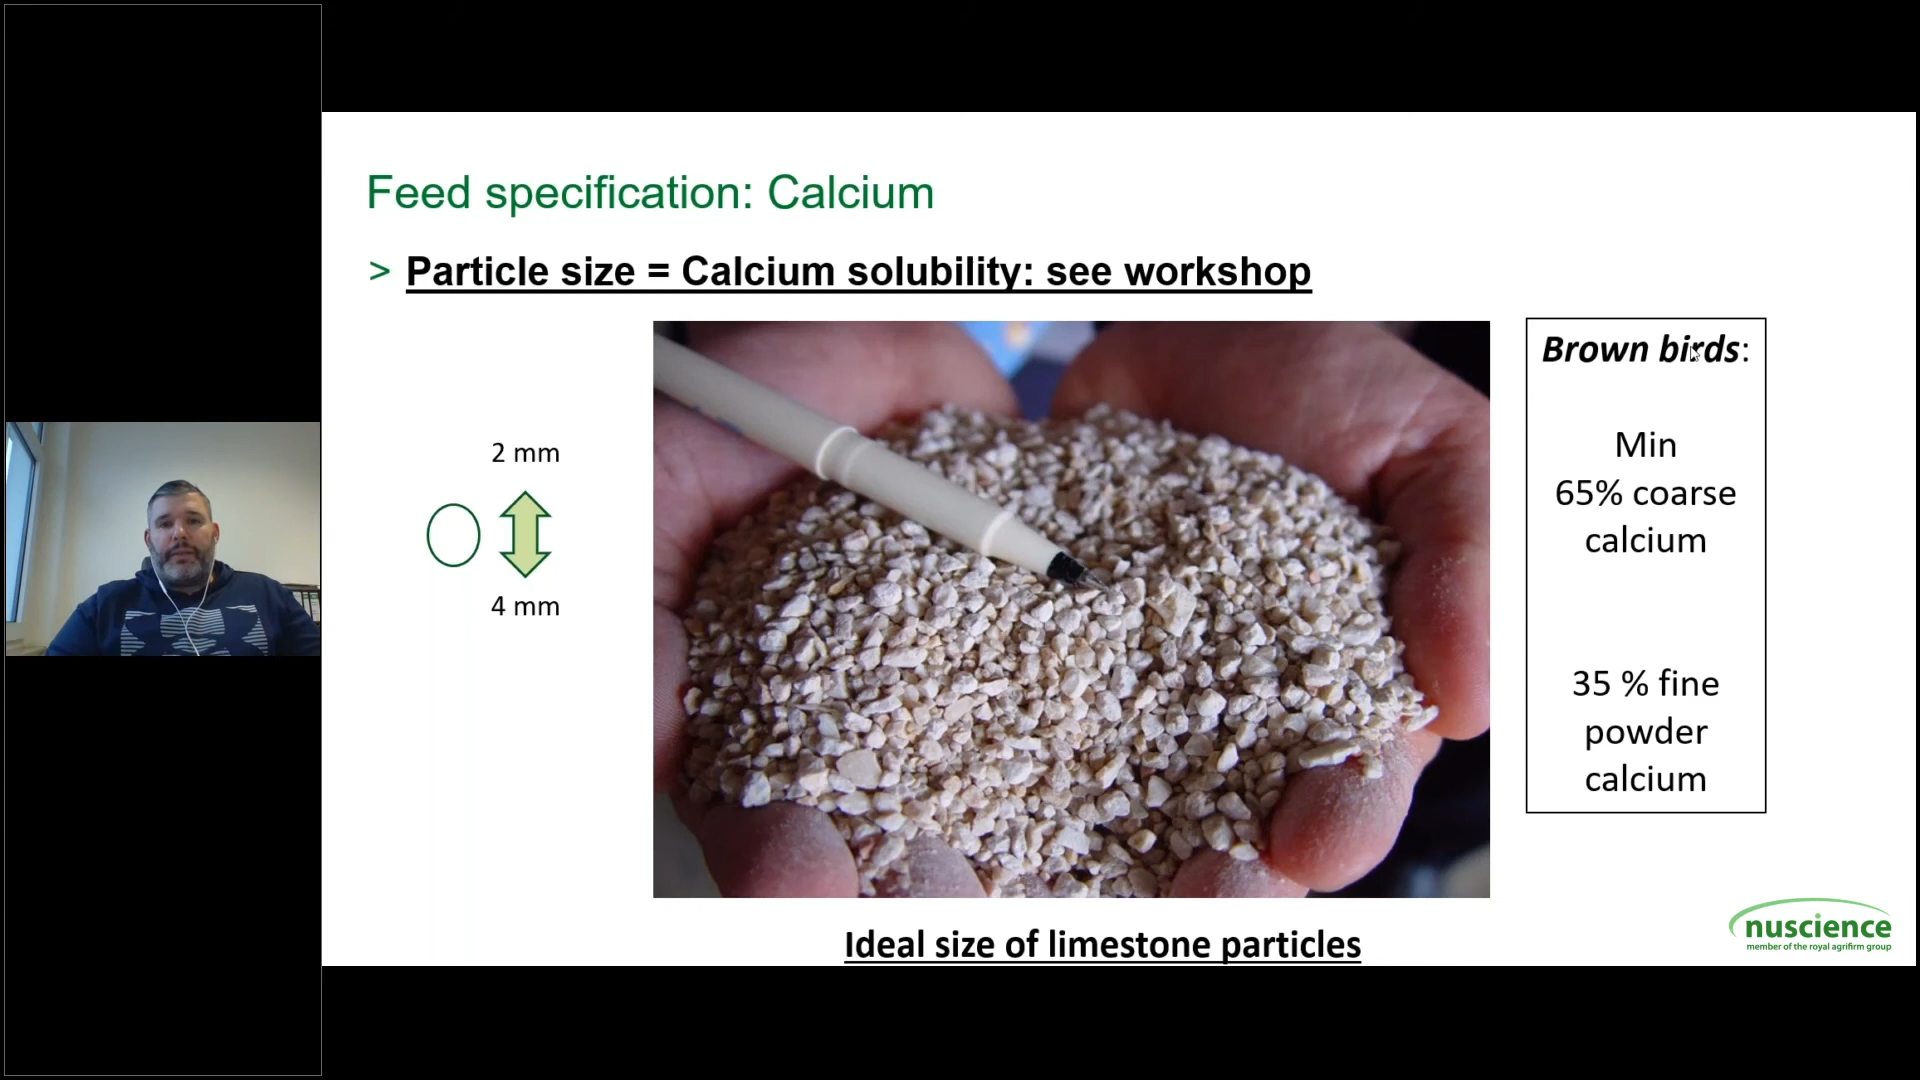 Feed specification: Calcium
> Particle size = Calcium solubility: see workshop
2 mm
4 mm
Brown birds:
Min
65% coarse
calcium
35 % fine
powder
calcium
Ideal size of limestone particles
nuscience
member of the royal agrifirm group